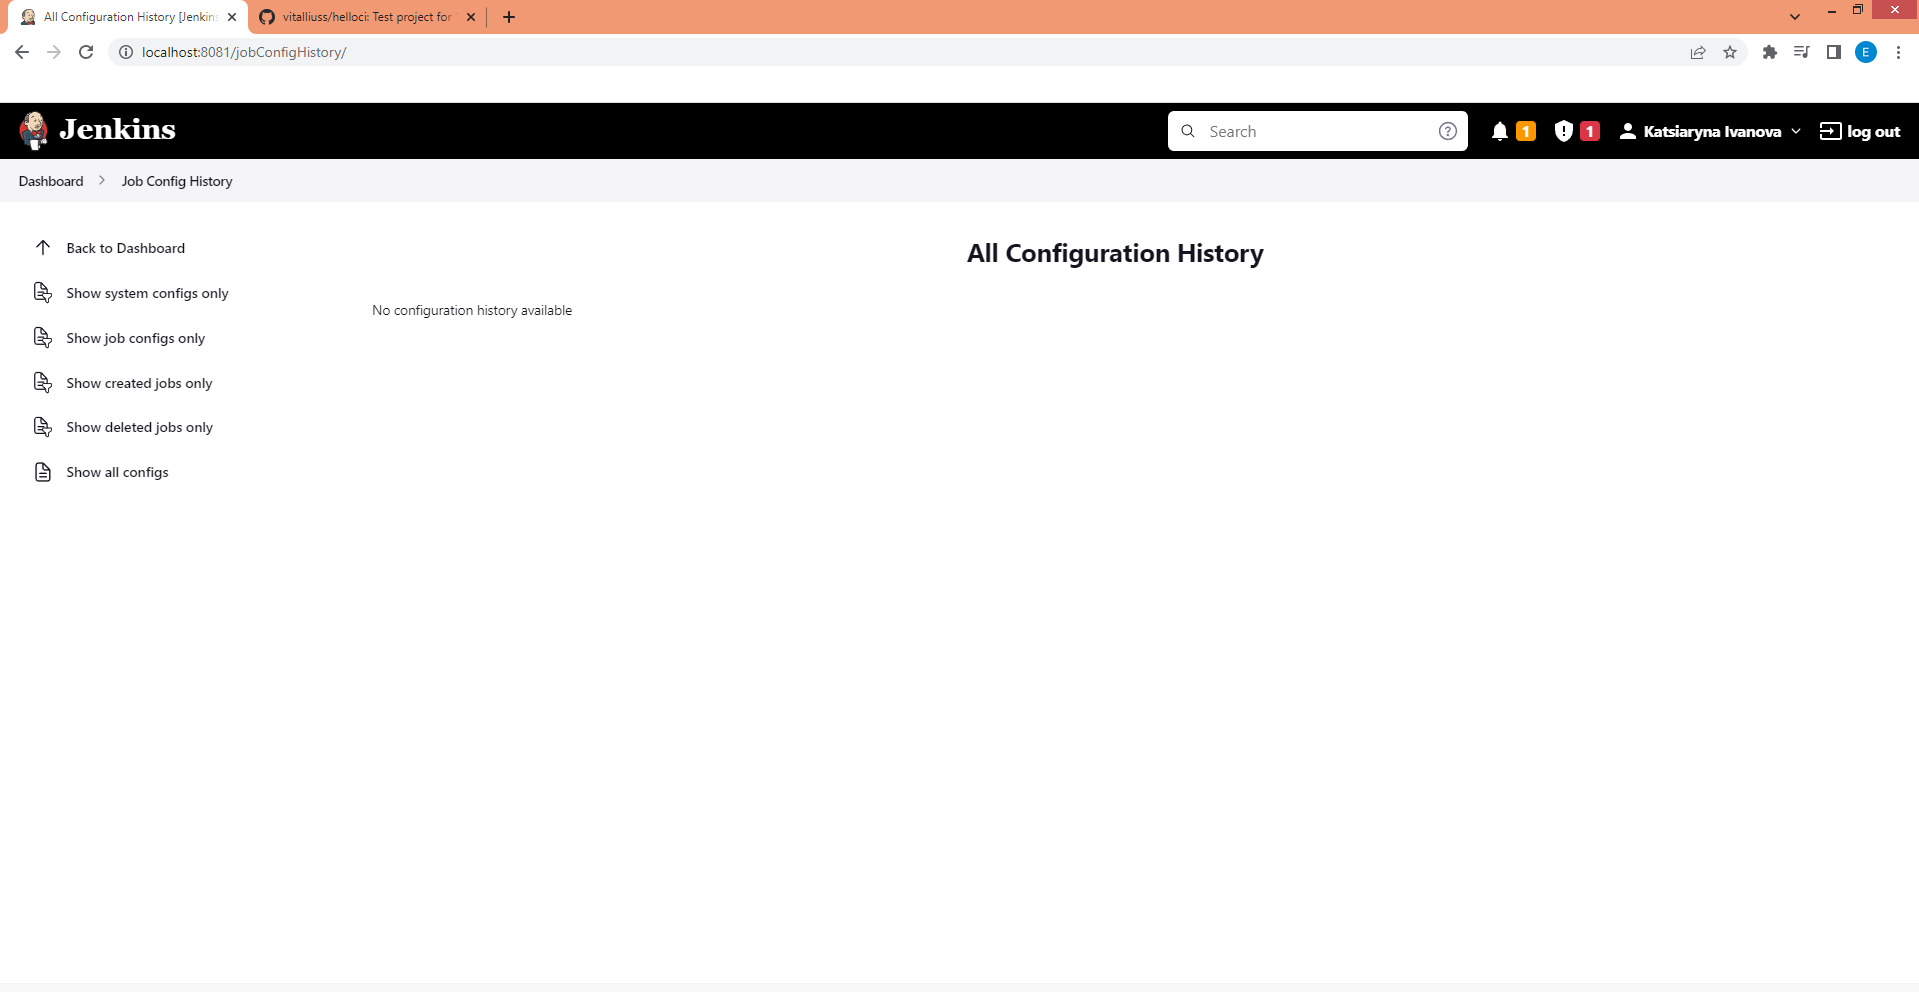 All Configuration History [Jenkins
vitalliuss/helloci: Test project for
localhost:8081/jobConfigHistory/
E
Jenkins
Search
?
1
1
Katsiaryna Ivanova
log out
Dashboard
Job Config History
Back to Dashboard
Show system configs only
Show job configs only
Show created jobs only
Show deleted jobs only
Show all configs
All Configuration History
No configuration history available